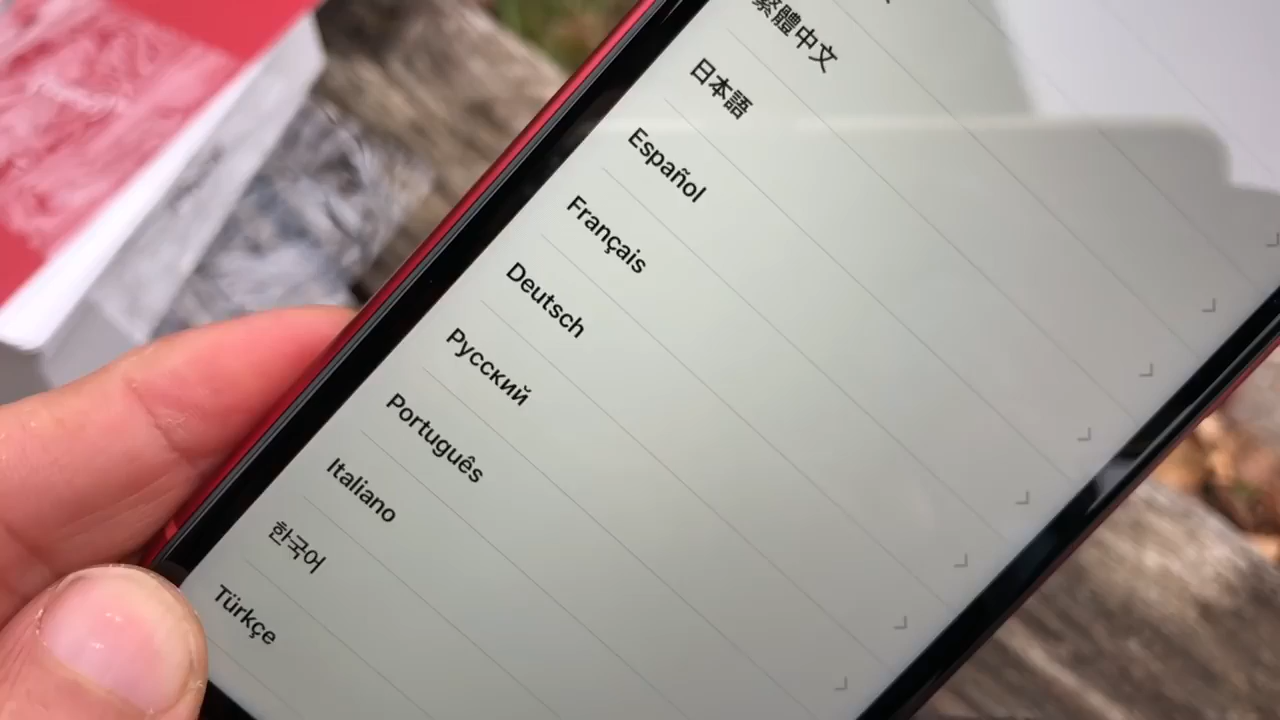 繁體中文
日本語
Español
Français
Deutsch
Русский
Português
Italiano
한국어
Türkçe